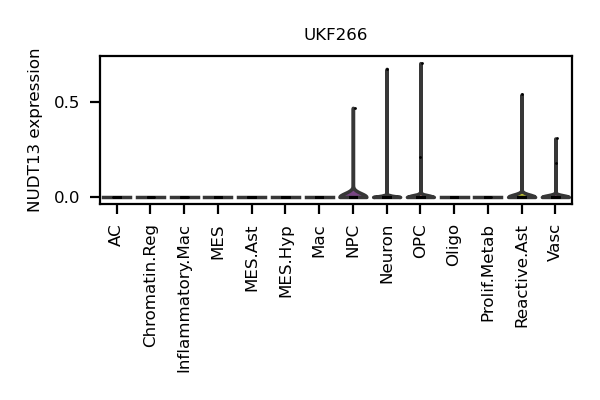 UKF266
NUDT13 expression
0.5
0.0
AC
Chromatin.Reg
Inflammatory.Mac
MES
MES.Ast
MES.Hyp
Mac
NPC
Neuron
OPC
Oligo
Prolif.Metab
Reactive.Ast
Vasc